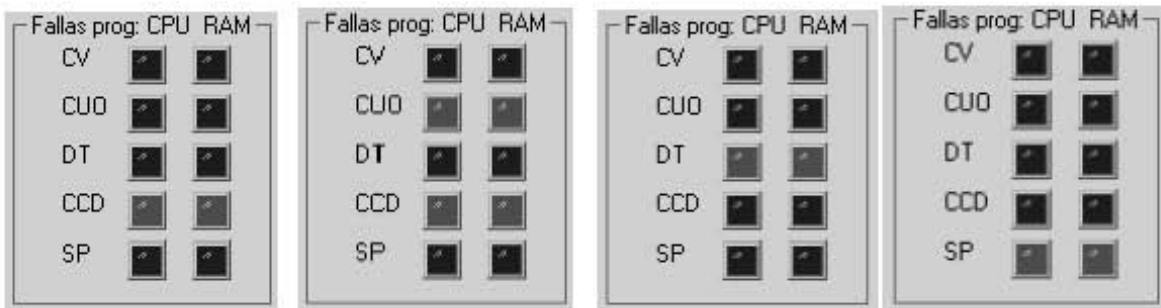 Fallas prog: CPU RAM
CV
CUO
DT
CCD
SP
Fallas prog: CPU RAM
CV
CUO
DT
CCD
SP
Fallas prog: CPU RAM
CV
CUO
DT
CCD
SP
Fallas prog: CPU RAM
CV
CUO
DT
CCD
SP